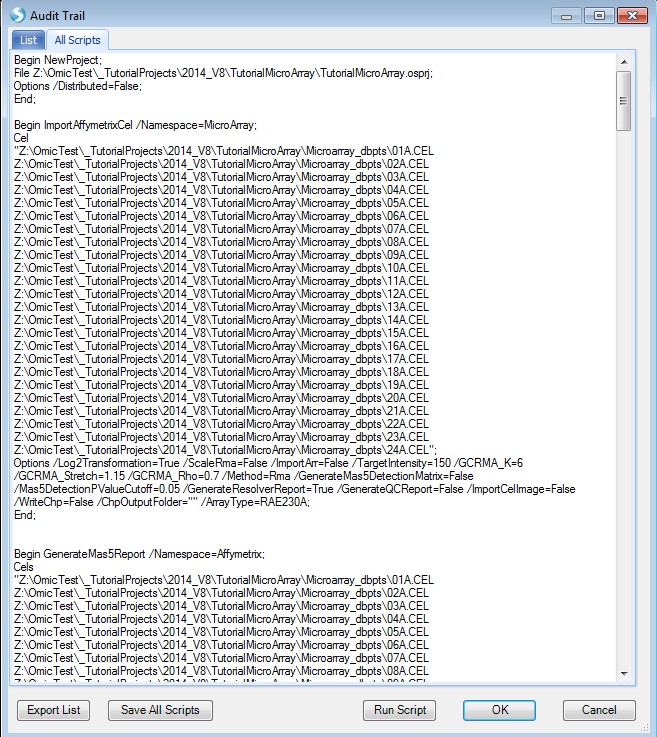 Audit Trail
List
All Scripts
Begin NewProject;
File Z:\OmicTest\_TutorialProjects\2014_V8\TutorialMicroArray\TutorialMicroArray.osprj;
Options /Distributed=False;
End;
Begin ImportAffymetrixCel /Namespace=MicroArray;
Cel
"Z:\OmicTest\_TutorialProjects\2014_V8\TutorialMicroArray\Microarray_dbpts\01A.CEL
Z:\OmicTest\_TutorialProjects\2014_V8\TutorialMicroArray\Microarray_dbpts\02A.CEL
Z:\OmicTest\_TutorialProjects\2014_V8\TutorialMicroArray\Microarray_dbpts\03A.CEL
Z:\OmicTest\_TutorialProjects\2014_V8\TutorialMicroArray\Microarray_dbpts\04A.CEL
Z:\OmicTest\_TutorialProjects\2014_V8\TutorialMicroArray\Microarray_dbpts\05A.CEL
Z:\OmicTest\_TutorialProjects\2014_V8\TutorialMicroArray\Microarray_dbpts\06A.CEL
Z:\OmicTest\_TutorialProjects\2014_V8\TutorialMicroArray\Microarray_dbpts\07A.CEL
Z:\OmicTest\_TutorialProjects\2014_V8\TutorialMicroArray\Microarray_dbpts\08A.CEL
Z:\OmicTest\_TutorialProjects\2014_V8\TutorialMicroArray\Microarray_dbpts\09A.CEL
Z:\OmicTest\_TutorialProjects\2014_V8\TutorialMicroArray\Microarray_dbpts\10A.CEL
Z:\OmicTest\_TutorialProjects\2014_V8\TutorialMicroArray\Microarray_dbpts\11A.CEL
Z:\OmicTest\_TutorialProjects\2014_V8\TutorialMicroArray\Microarray_dbpts\12A.CEL
Z:\OmicTest\_TutorialProjects\2014_V8\TutorialMicroArray\Microarray_dbpts\13A.CEL
Z:\OmicTest\_TutorialProjects\2014_V8\TutorialMicroArray\Microarray_dbpts\14A.CEL
Z:\OmicTest\_TutorialProjects\2014_V8\TutorialMicroArray\Microarray_dbpts\15A.CEL
Z:\OmicTest\_TutorialProjects\2014_V8\TutorialMicroArray\Microarray_dbpts\16A.CEL
Z:\OmicTest\_TutorialProjects\2014_V8\TutorialMicroArray\Microarray_dbpts\17A.CEL
Z:\OmicTest\_TutorialProjects\2014_V8\TutorialMicroArray\Microarray_dbpts\18A.CEL
Z:\OmicTest\_TutorialProjects\2014_V8\TutorialMicroArray\Microarray_dbpts\19A.CEL
Z:\OmicTest\_TutorialProjects\2014_V8\TutorialMicroArray\Microarray_dbpts\20A.CEL
Z:\OmicTest\_TutorialProjects\2014_V8\TutorialMicroArray\Microarray_dbpts\21A.CEL
Z:\OmicTest\_TutorialProjects\2014_V8\TutorialMicroArray\Microarray_dbpts\22A.CEL
Z:\OmicTest\_TutorialProjects\2014_V8\TutorialMicroArray\Microarray_dbpts\23A.CEL
Z:\OmicTest\_TutorialProjects\2014_V8\TutorialMicroArray\Microarray_dbpts\24A.CEL";
Options /Log2Transformation=True /ScaleRma=False /ImportArr=False /TargetIntensity=150 /GCRMA_K=6
/GCRMA_Stretch=1.15 /GCRMA_Rho=0.7 /Method=Rma /GenerateMas5DetectionMatrix=False
/Mas5DetectionPValueCutoff=0.05 /GenerateResolverReport=True /GenerateQCReport=False /ImportCelImage=False
/WriteChp=False /ChpOutputFolder="" /ArrayType=RAE230A;
End;
Begin GenerateMas5Report /Namespace=Affymetrix;
Cels
"Z:\OmicTest\_TutorialProjects\2014_V8\TutorialMicroArray\Microarray_dbpts\01A.CEL
Z:\OmicTest\_TutorialProjects\2014_V8\TutorialMicroArray\Microarray_dbpts\02A.CEL
Z:\OmicTest\_TutorialProjects\2014_V8\TutorialMicroArray\Microarray_dbpts\03A.CEL
Z:\OmicTest\_TutorialProjects\2014_V8\TutorialMicroArray\Microarray_dbpts\04A.CEL
Z:\OmicTest\_TutorialProjects\2014_V8\TutorialMicroArray\Microarray_dbpts\05A.CEL
Z:\OmicTest\_TutorialProjects\2014_V8\TutorialMicroArray\Microarray_dbpts\06A.CEL
Z:\OmicTest\_TutorialProjects\2014_V8\TutorialMicroArray\Microarray_dbpts\07A.CEL
Z:\OmicTest\_TutorialProjects\2014_V8\TutorialMicroArray\Microarray_dbpts\08A.CEL
Z:\OmicTest\_TutorialProjects\2014_V8\TutorialMicroArray\Microarray_dbpts\09A.CEL
Export List
Save All Scripts
Run Script
OK
Cancel